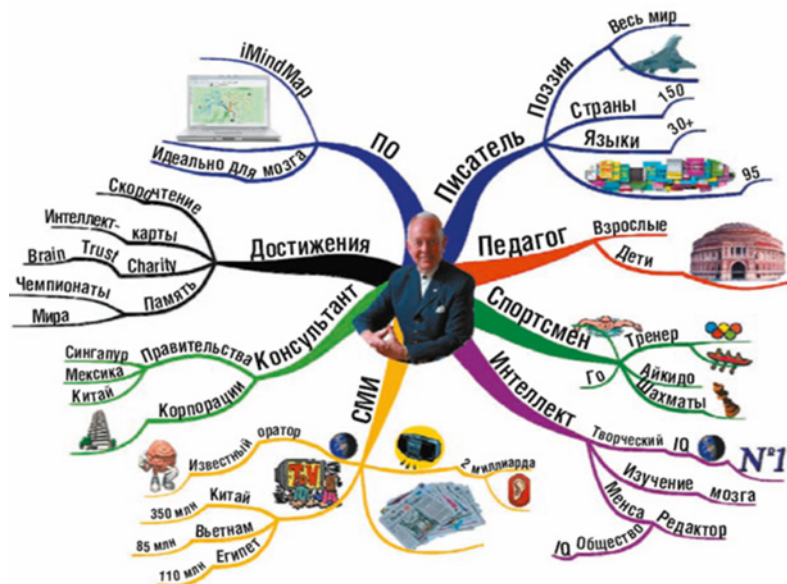 ПО
iMindMap
Идеально для мозга
Писатель
Поэзия
Весь мир
Страны
150
Языки
30+
95
Педагог
Взрослые
Дети
Спортсмен
Тренер
Айкидо
Шахматы
Го
Интеллект
Творческий IQ
№1
Изучение мозга
Менса
Редактор
Общество
IQ
СМИ
Известный оратор
2 миллиарда
TV
Китай
350 млн
Вьетнам
85 млн
Египет
110 млн
Консультант
Правительства
Сингапур
Мексика
Китай
Корпорации
Достижения
Скорочтение
Интеллект-карты
Brain Trust Charity
Память
Чемпионаты
Мира